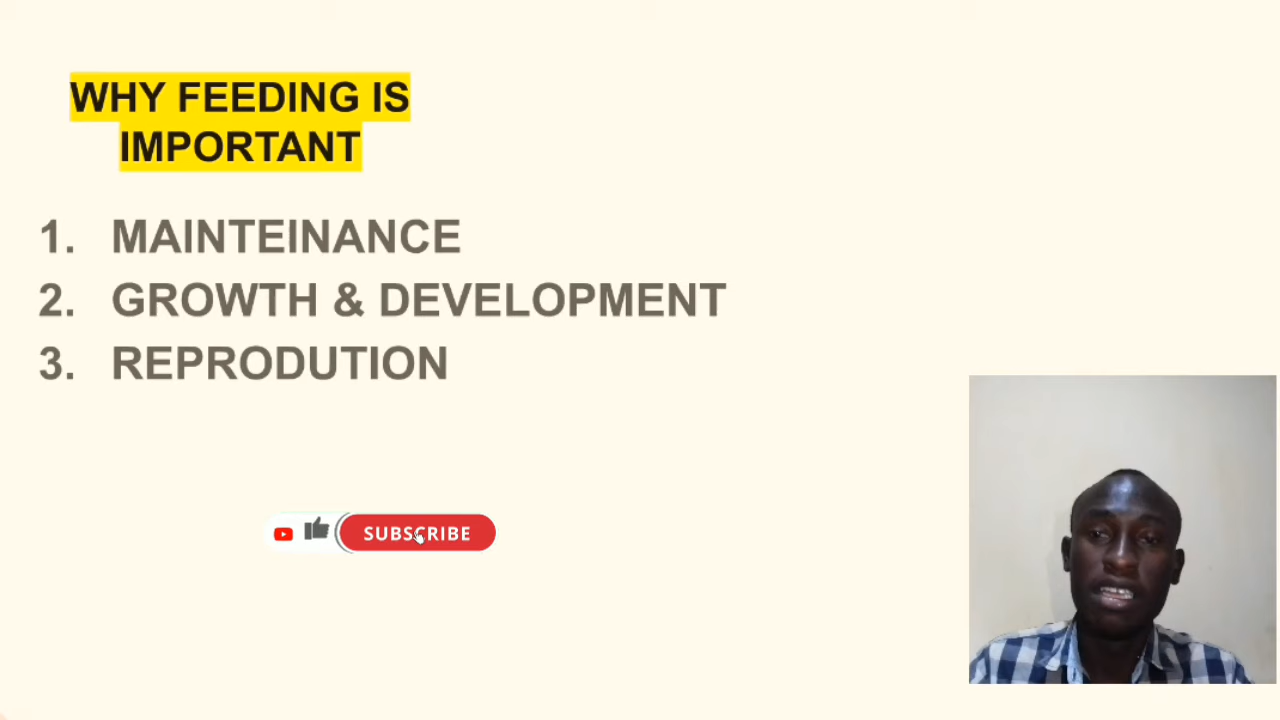 WHY FEEDING IS
IMPORTANT
1. MAINTEINANCE
2. GROWTH & DEVELOPMENT
3. REPRODUTION
SUBSCRIBE